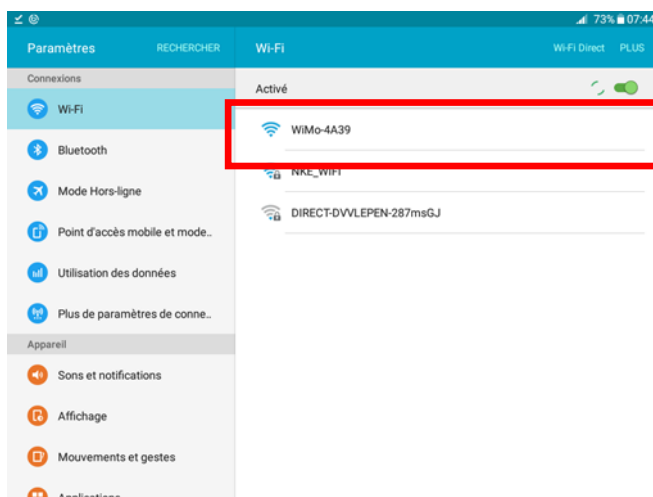 73% 07:44
Paramètres RECHERCHER
Wi-Fi Wi-Fi Direct PLUS
Connexions
Wi-Fi
Bluetooth
Mode Hors-ligne
Point d'accès mobile et mode..
Utilisation des données
Plus de paramètres de conne..
Appareil
Sons et notifications
Affichage
Mouvements et gestes
Applications
Activé
WiMo-4A39
NKE_WIFI
DIRECT-DVVLEPEN-287msGJ